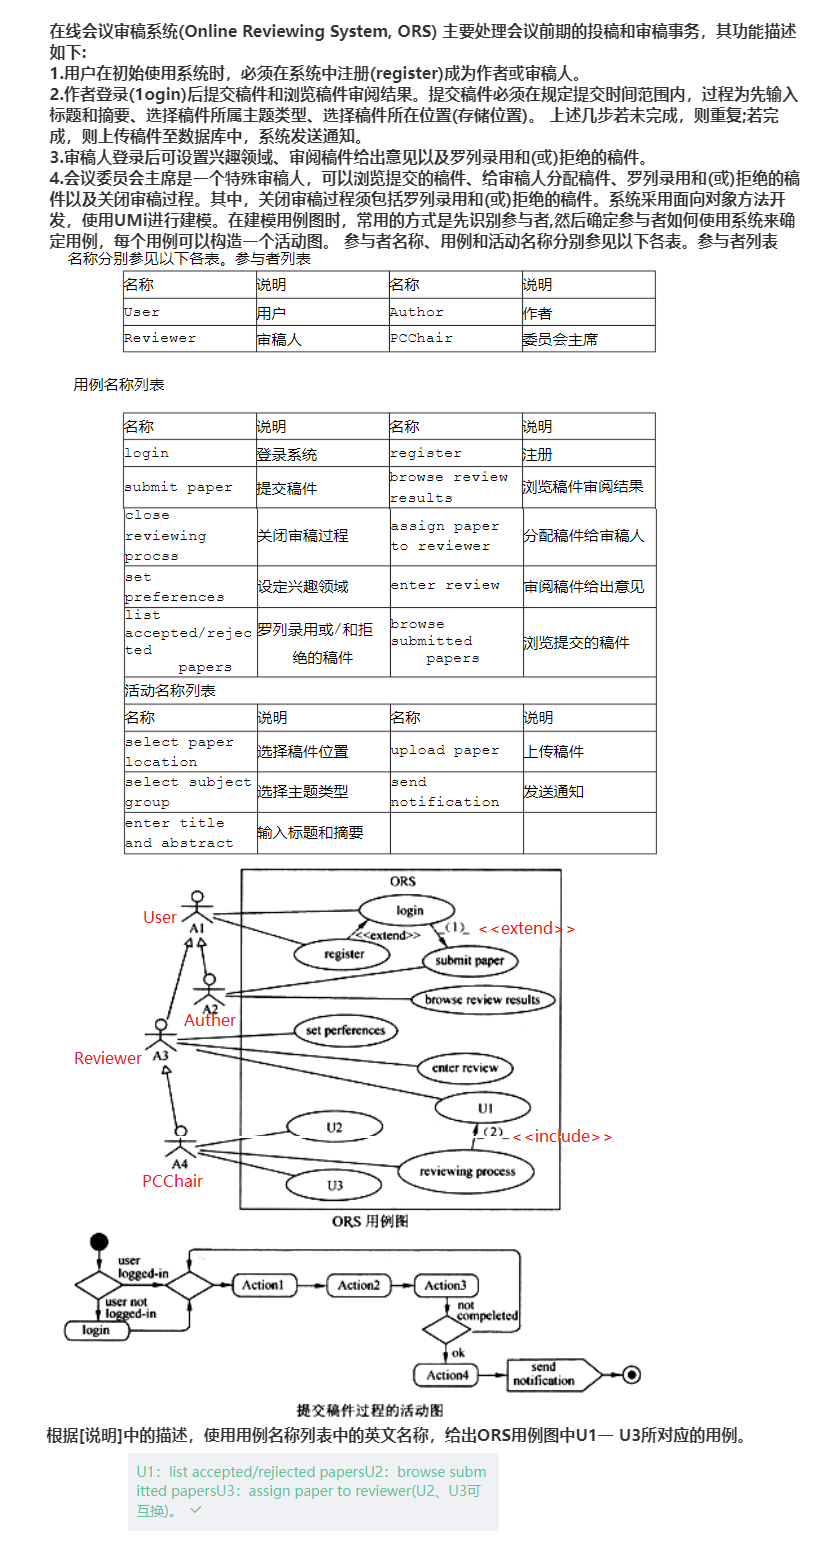 在线会议审稿系统(Online Reviewing System, ORS) 主要处理会议前期的投稿和审稿事务，其功能描述
如下:
1.用户在初始使用系统时，必须在系统中注册(register)成为作者或审稿人。
2.作者登录(1ogin)后提交稿件和浏览稿件审阅结果。提交稿件必须在规定提交时间范围内，过程为先输入
标题和摘要、选择稿件所属主题类型、选择稿件所在位置(存储位置)。 上述几步若未完成，则重复;若完
成，则上传稿件至数据库中，系统发送通知。
3.审稿人登录后可设置兴趣领域、审阅稿件给出意见以及罗列录用和(或)拒绝的稿件。
4.会议委员会主席是一个特殊审稿人，可以浏览提交的稿件、给审稿人分配稿件、罗列录用和(或)拒绝的稿
件以及关闭审稿过程。其中，关闭审稿过程须包括罗列录用和(或)拒绝的稿件。系统采用面向对象方法开
发，使用UMi进行建模。在建模用例图时，常用的方式是先识别参与者,然后确定参与者如何使用系统来确
定用例，每个用例可以构造一个活动图。 参与者名称、用例和活动名称分别参见以下各表。参与者列表
名称分别参见以下各表。参与者列表
名称 说明 名称 说明
User 用户 Author 作者
Reviewer 审稿人 PCChair 委员会主席
用例名称列表
名称 说明 名称 说明
login 登录系统 register 注册
submit paper 提交稿件 browse review
results 浏览稿件审阅结果
close
reviewing
procss 关闭审稿过程 assign paper
to reviewer 分配稿件给审稿人
set
preferences 设定兴趣领域 enter review 审阅稿件给出意见
list
accepted/rejec
ted
papers 罗列录用或/和拒
绝的稿件 browse
submitted
papers 浏览提交的稿件
活动名称列表
名称 说明 名称 说明
select paper
location 选择稿件位置 upload paper 上传稿件
select subject
group 选择主题类型 send
notification 发送通知
enter title
and abstract 输入标题和摘要
ORS
User
A1
login
<<extend>>
(1)
<<extend>>
register
submit paper
A2
Auther
browse review results
set perferences
Reviewer
A3
enter review
U1
U2
(2)
<<include>>
A4
PCChair
reviewing process
U3
ORS 用例图
user
logged-in
Action1
Action2
Action3
user not
logged-in
login
not
compeleted
ok
Action4
send
notification
提交稿件过程的活动图
根据[说明]中的描述，使用用例名称列表中的英文名称，给出ORS用例图中U1一 U3所对应的用例。
U1：list accepted/rejiected papersU2：browse subm
itted papersU3：assign paper to reviewer(U2、U3可
互换)。